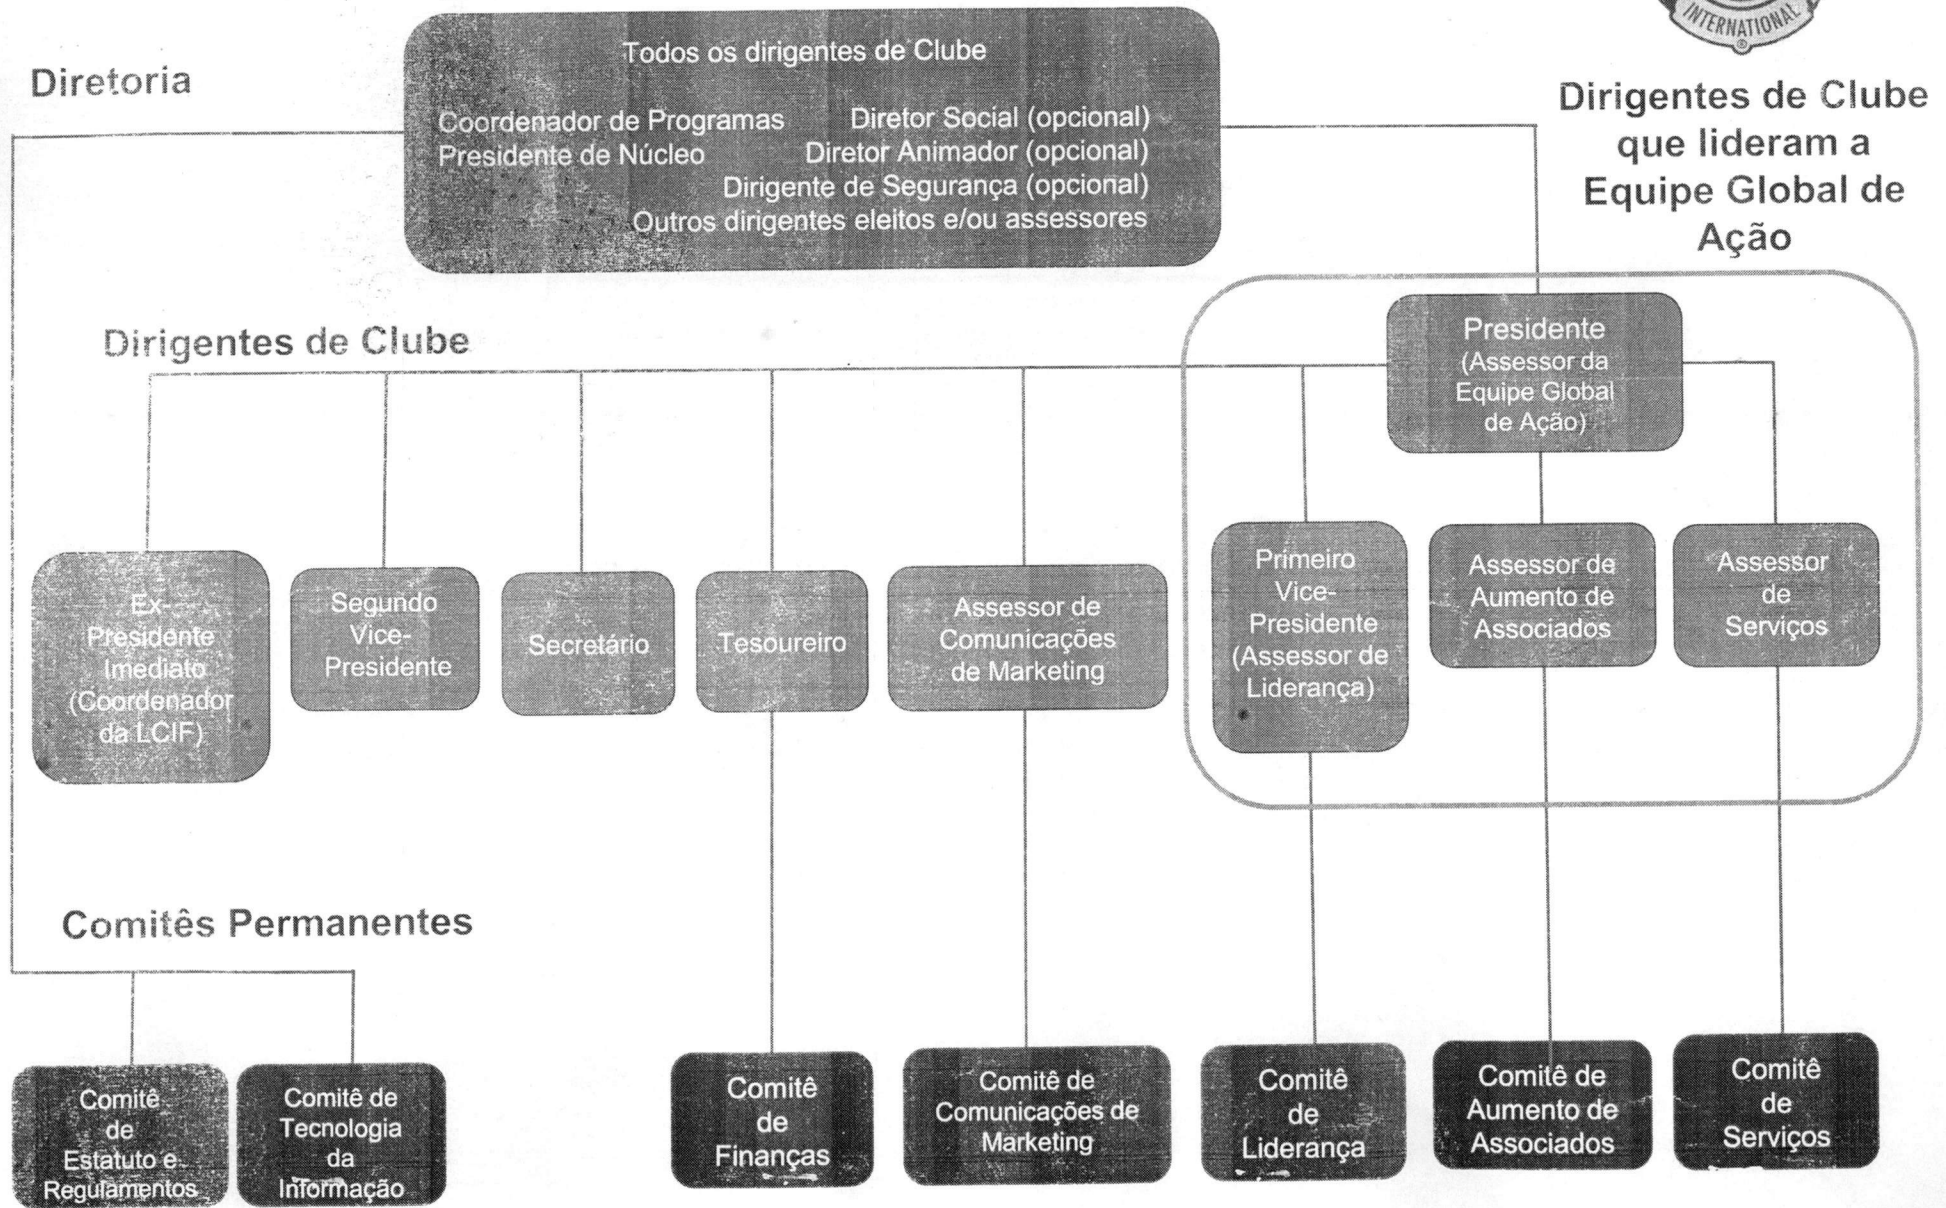 INTERNATIONAL
®
Diretoria
Todos os dirigentes de Clube
Coordenador de Programas
Presidente de Núcleo
Diretor Social (opcional)
Diretor Animador (opcional)
Dirigente de Segurança (opcional)
Outros dirigentes eleitos e/ou assessores
Dirigentes de Clube
que lideram a
Equipe Global de
Ação
Dirigentes de Clube
Presidente
(Assessor da
Equipe Global
de Ação)
Ex-
Presidente
Imediato
(Coordenador
da LCIF)
Segundo
Vice-
Presidente
Secretário
Tesoureiro
Assessor de
Comunicações
de Marketing
Primeiro
Vice-
Presidente
(Assessor de
Liderança)
Assessor de
Aumento de
Associados
Assessor
de
Serviços
Comitês Permanentes
Comitê
de
Estatuto e
Regulamentos
Comitê de
Tecnologia
da
Informação
Comitê
de
Finanças
Comitê de
Comunicações de
Marketing
Comitê
de
Liderança
Comitê de
Aumento de
Associados
Comitê
de
Serviços